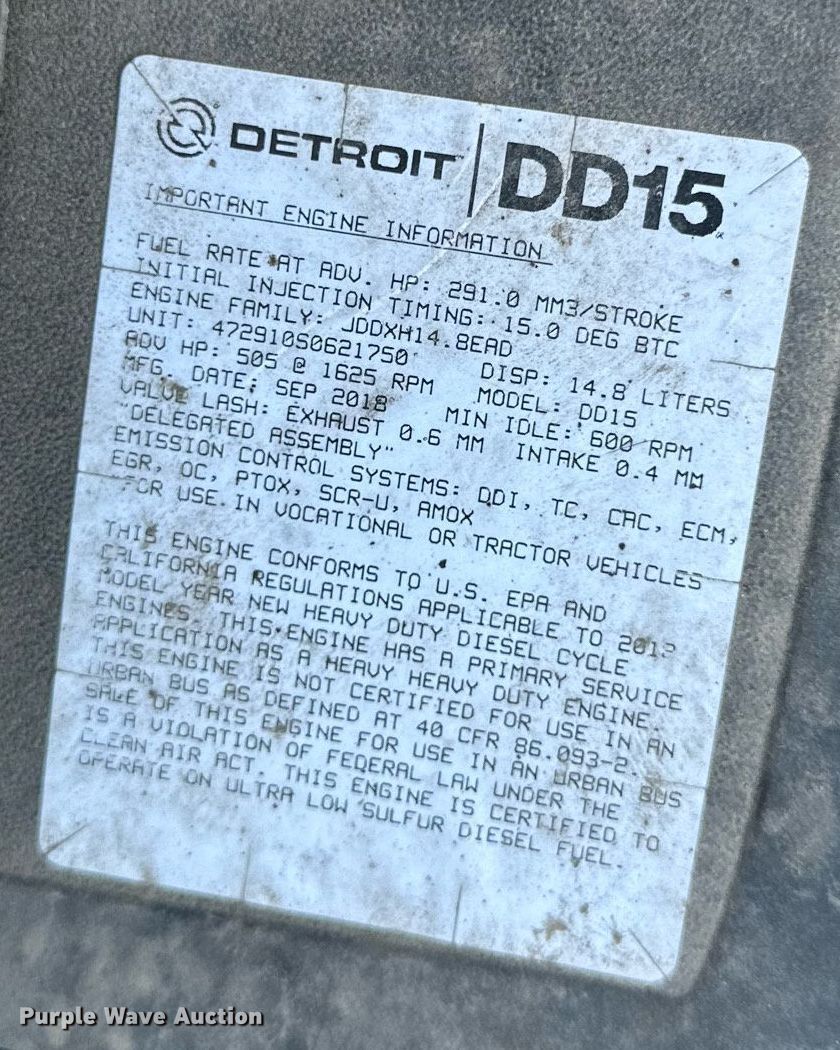 DETROIT DD15
IMPORTANT ENGINE INFORMATION
FUEL RATE AT ADV. HP: 291.0 MM3/STROKE
INITIAL INJECTION TIMING: 15.0 DEG BTC
ENGINE FAMILY: JDDXH14.8EAD
UNIT: 472910S0621750 DISP: 14.8 LITERS
ADV HP: 505 @ 1625 RPM MODEL: DD15
MFG. DATE: SEP 2018 MIN IDLE: 600 RPM
VALVE LASH: EXHAUST 0.6 MM INTAKE 0.4 MM
"DELEGATED ASSEMBLY"
EMISSION CONTROL SYSTEMS: DDI, TC, CAC, ECM,
EGR, OC, PTOX, SCR-U, AMOX
FOR USE IN VOCATIONAL OR TRACTOR VEHICLES
THIS ENGINE CONFORMS TO U.S. EPA AND
CALIFORNIA REGULATIONS APPLICABLE TO
MODEL YEAR NEW HEAVY DUTY DIESEL CYCLE
ENGINES. THIS ENGINE HAS A PRIMARY SERVICE
APPLICATION AS A HEAVY HEAVY DUTY ENGINE.
THIS ENGINE IS NOT CERTIFIED FOR USE IN AN
URBAN BUS AS DEFINED AT 40 CFR 86.093-2.
SALE OF THIS ENGINE FOR USE IN AN URBAN BUS
IS A VIOLATION OF FEDERAL LAW UNDER THE
CLEAN AIR ACT. THIS ENGINE IS CERTIFIED TO
OPERATE ON ULTRA LOW SULFUR DIESEL FUEL.
Purple Wave Auction